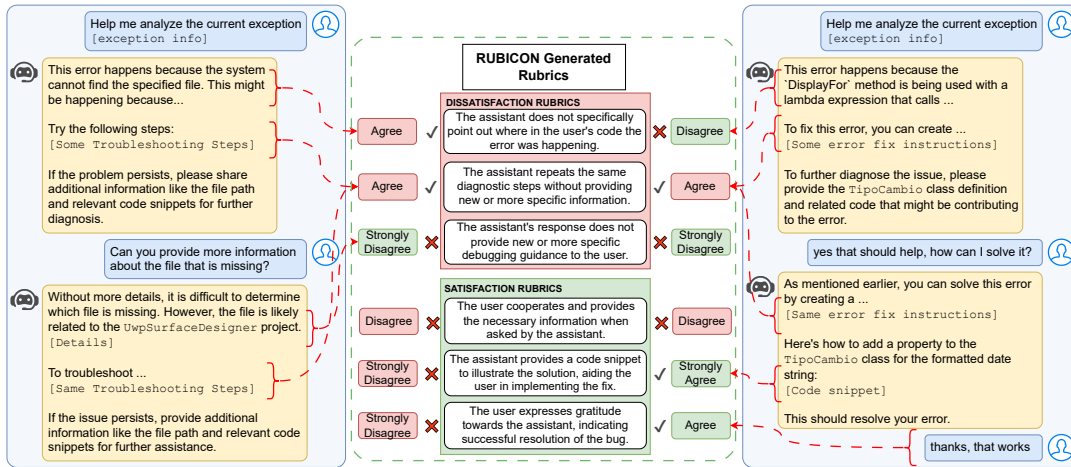 Help me analyze the current exception
[exception info]
This error happens because the system
cannot find the specified file. This might
be happening because...
Try the following steps:
[Some Troubleshooting Steps]
If the problem persists, please share
additional information like the file path
and relevant code snippets for further
diagnosis.
Can you provide more information
about the file that is missing?
Without more details, it is difficult to determine
which file is missing. However, the file is likely
related to the UwpSurfaceDesigner project.
[Details]
To troubleshoot ...
[Same Troubleshooting Steps]
If the issue persists, provide additional
information like the file path and relevant code
snippets for further assistance.
RUBICON Generated
Rubrics
DISSATISFACTION RUBRICS
Agree
The assistant does not specifically
point out where in the user's code the
error was happening.
Disagree
Agree
The assistant repeats the same
diagnostic steps without providing
new or more specific information.
Agree
Strongly
Disagree
The assistant's response does not
provide new or more specific
debugging guidance to the user.
Strongly
Disagree
SATISFACTION RUBRICS
Disagree
The user cooperates and provides
the necessary information when
asked by the assistant.
Disagree
Strongly
Disagree
The assistant provides a code snippet
to illustrate the solution, aiding the
user in implementing the fix.
Strongly
Agree
Strongly
Disagree
The user expresses gratitude
towards the assistant, indicating
successful resolution of the bug.
Agree
Help me analyze the current exception
[exception info]
This error happens because the
`DisplayFor` method is being used with a
lambda expression that calls ...
To fix this error, you can create ...
[Some error fix instructions]
To further diagnose the issue, please
provide the TipoCambio class definition
and related code that might be contributing
to the error.
yes that should help, how can I solve it?
As mentioned earlier, you can solve this error
by creating a ...
[Same error fix instructions]
Here's how to add a property to the
TipoCambio class for the formatted date
string:
[Code snippet]
This should resolve your error.
thanks, that works